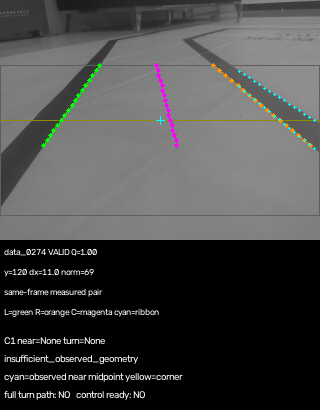 data_0274 VALID Q=1.00
y=120 dx=11.0 norm=69
same-frame measured pair
L=green R=orange C=magenta cyan=ribbon
C1 near=None turn=None
insufficient_observed_geometry
cyan=observed near midpoint yellow=corner
full turn path: NO control ready: NO